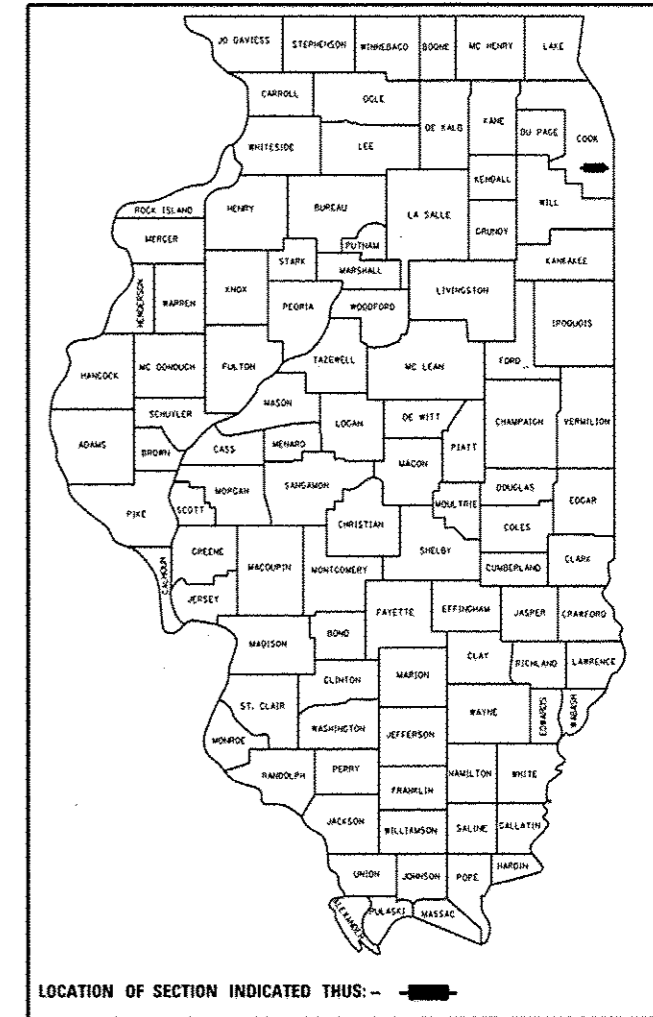 JO DAVIESS STEPHENSON WINNEBAGO BOONE MC HENRY LAKE
CARROLL OGLE DE KALB KANE DU PAGE COOK
WHITESIDE LEE
KENDALL
ROCK ISLAND HENRY BUREAU LA SALLE GRUNDY WILL
MERCER PUTNAM
STARK MARSHALL KANKAKEE
HENDERSON WARREN KNOX PEORIA WOODFORD LIVINGSTON IROQUOIS
HANCOCK MC DONOUGH FULTON TAZEWELL MC LEAN FORD
SCHUYLER MASON LOGAN DE WITT CHAMPAIGN VERMILION
ADAMS BROWN CASS MENARD MACON PIATT
PIKE SCOTT MORGAN SANGAMON CHRISTIAN MOULTRIE DOUGLAS EDGAR
COLES
CALHOUN GREENE MACOUPIN MONTGOMERY SHELBY CUMBERLAND CLARK
JERSEY FAYETTE EFFINGHAM JASPER CRAWFORD
MADISON BOND
CLAY RICHLAND LAWRENCE
CLINTON MARION
ST. CLAIR WAYNE EDWARDS WABASH
WASHINGTON JEFFERSON
MONROE
RANDOLPH PERRY HAMILTON WHITE
FRANKLIN
JACKSON WILLIAMSON SALINE GALLATIN
UNION JOHNSON POPE HARDIN
ALEXANDER PULASKI MASSAC
LOCATION OF SECTION INDICATED THUS: -